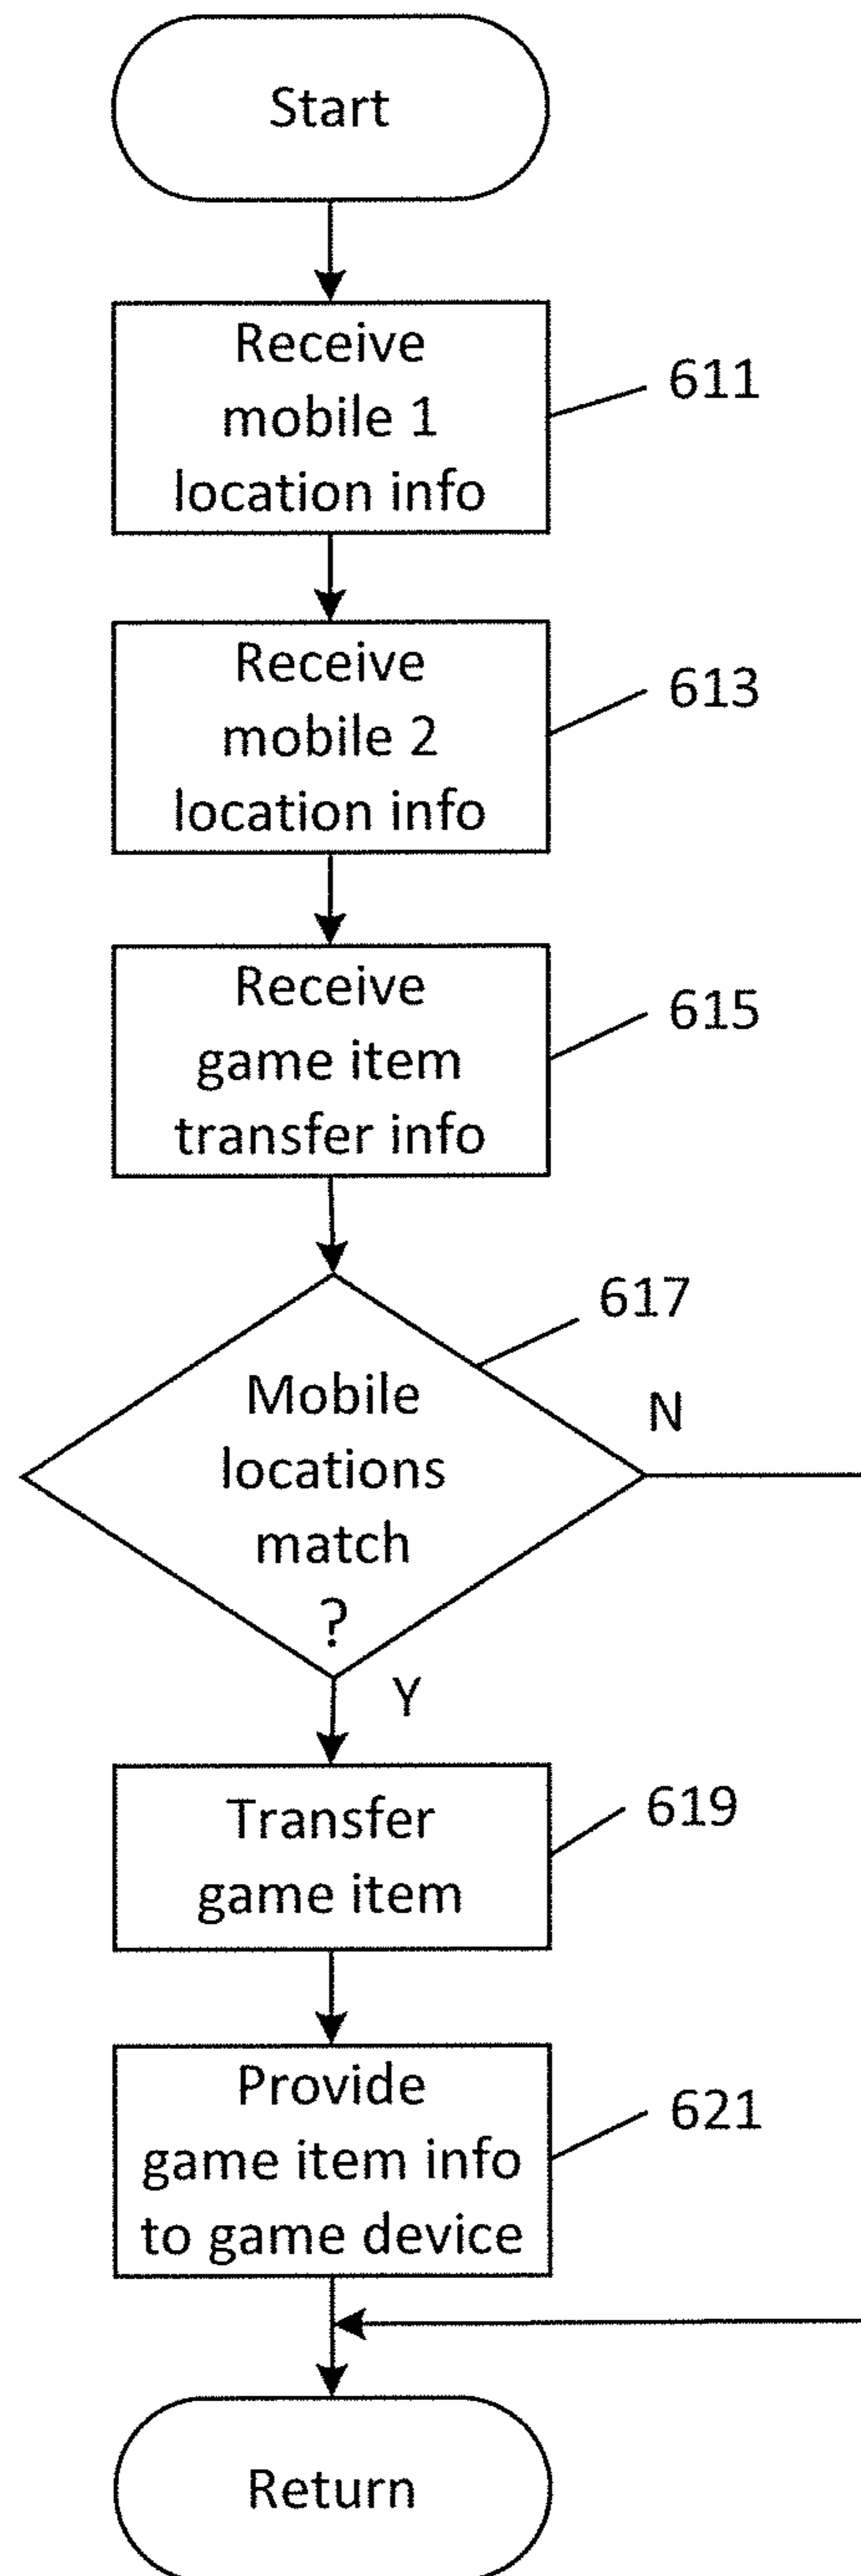 Start
Receive
mobile 1
location info
611
Receive
mobile 2
location info
613
Receive
game item
transfer info
615
617
Mobile
locations
match
?
N
Y
Transfer
game item
619
Provide
game item info
to game device
621
Return